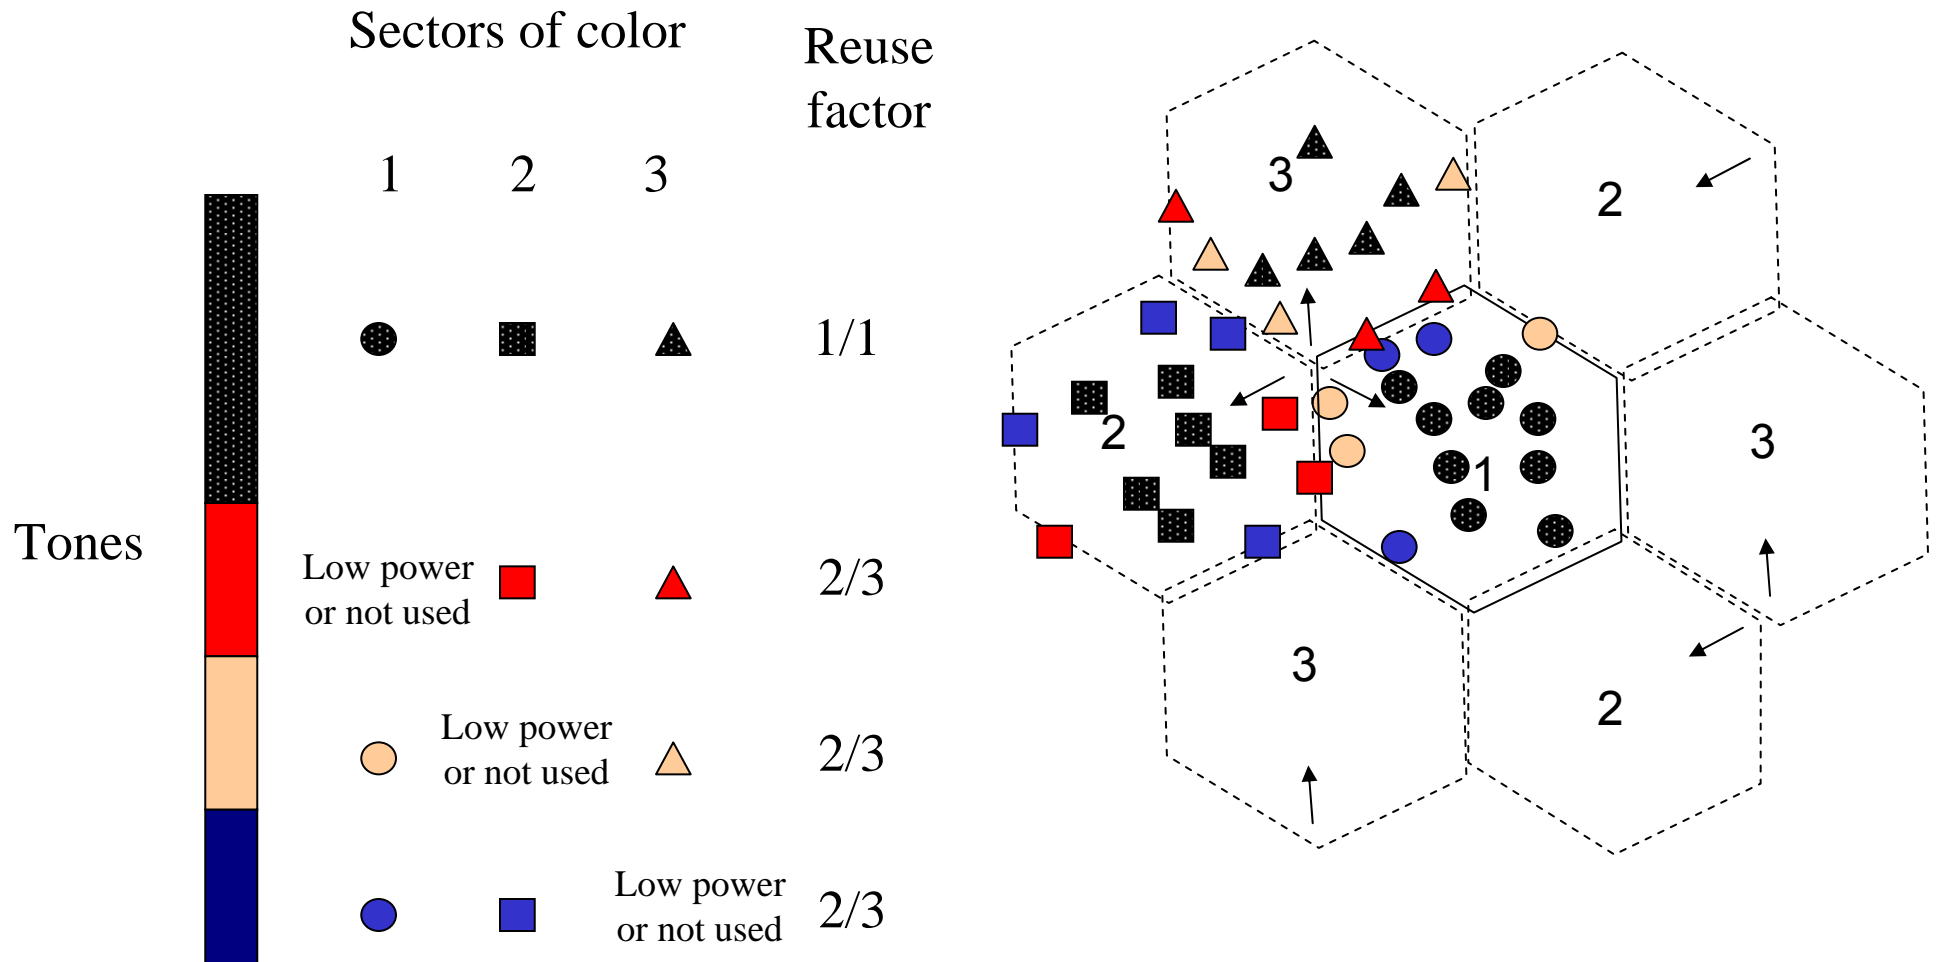 Sectors of color
Reuse
factor
1 2 3
1/1
Tones
Low power
or not used
2/3
Low power
or not used
2/3
Low power
or not used
2/3
3
2
2
1
3
3
2